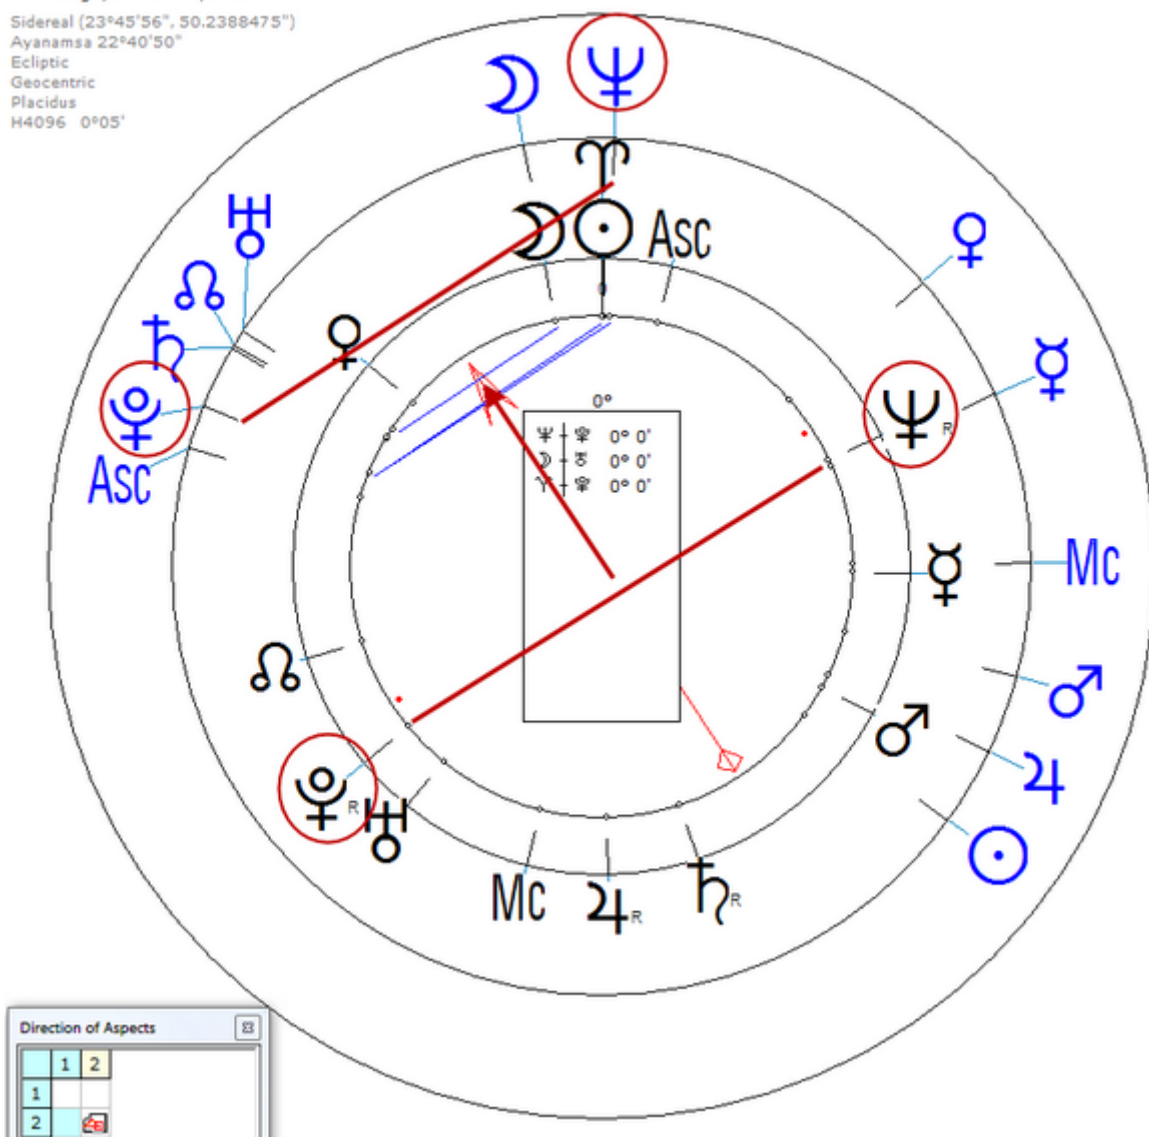 Sidereal (23°45'56", 50.2388475")
Ayanamsa 22°40'50"
Ecliptic
Geocentric
Placidus
H4096 0°05'
☽ ♆
♈
☽ ☉ Asc
♅
♀
☊
♀
☿
♄
♇
♆ R
Asc
0°
♆ ♇ 0° 0'
☽ ♅ 0° 0'
♈ ♇ 0° 0'
☿
Mc
☊
♂
♂
♇ R
♅
♃
☉
Mc
♃ R
♄ R
Direction of Aspects
1 2
1
2